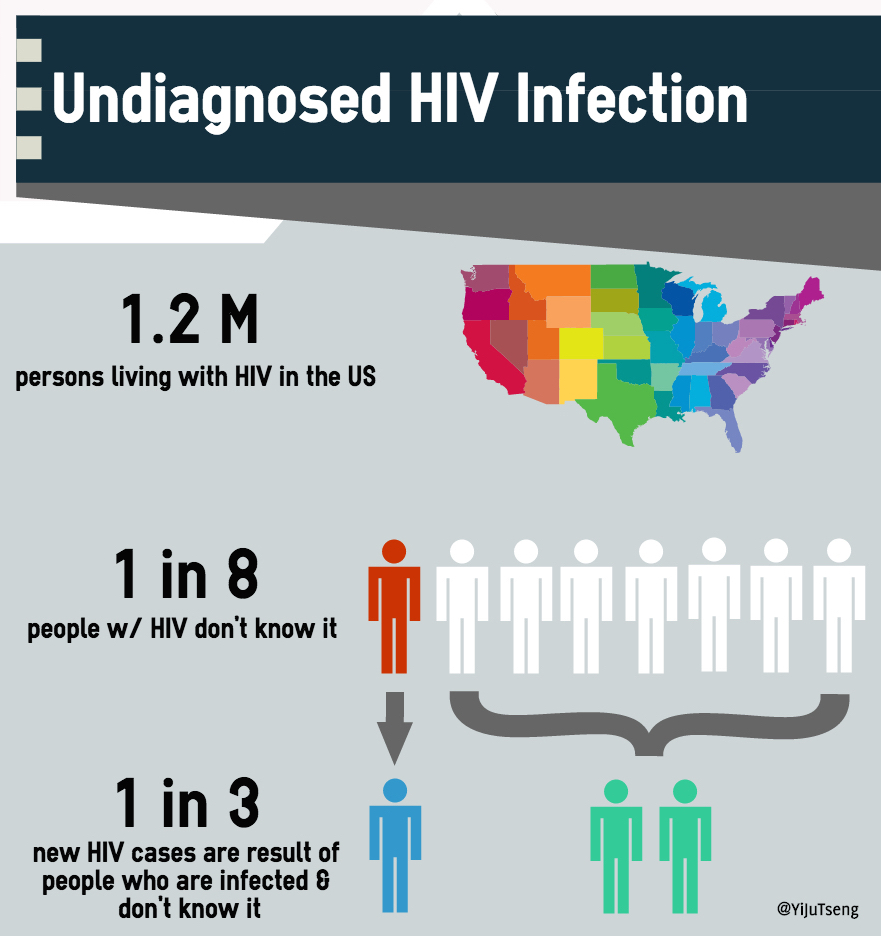 Undiagnosed HIV Infection
1.2 M
persons living with HIV in the US
1 in 8
people w/ HIV don't know it
1 in 3
new HIV cases are result of
people who are infected &
don't know it
@YiJuTseng